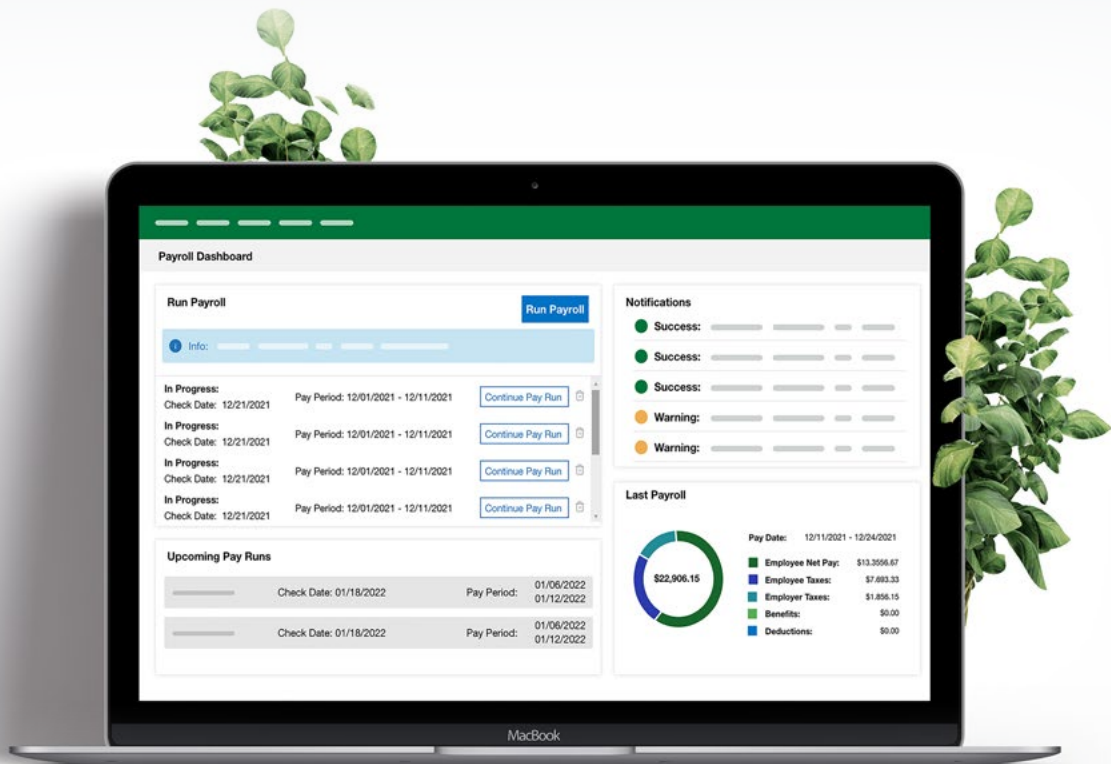 Payroll Dashboard
Run Payroll
Run Payroll
Info:
In Progress:
Check Date: 12/21/2021
Pay Period: 12/01/2021 - 12/11/2021
Continue Pay Run
In Progress:
Check Date: 12/21/2021
Pay Period: 12/01/2021 - 12/11/2021
Continue Pay Run
In Progress:
Check Date: 12/21/2021
Pay Period: 12/01/2021 - 12/11/2021
Continue Pay Run
In Progress:
Check Date: 12/21/2021
Pay Period: 12/01/2021 - 12/11/2021
Continue Pay Run
Upcoming Pay Runs
Check Date: 01/18/2022 Pay Period: 01/06/2022
01/12/2022
Check Date: 01/18/2022 Pay Period: 01/06/2022
01/12/2022
Notifications
Success:
Success:
Success:
Warning:
Warning:
Last Payroll
$22,906.15
Pay Date: 12/11/2021 - 12/24/2021
Employee Net Pay: $13.3556.67
Employee Taxes: $7.693.33
Employer Taxes: $1.856.15
Benefits: $0.00
Deductions: $0.00
MacBook